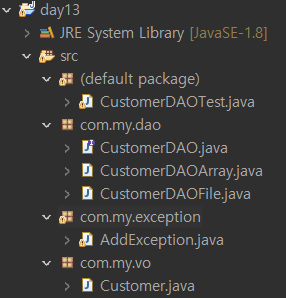 day13
JRE System Library [JavaSE-1.8]
src
(default package)
CustomerDAOTest.java
com.my.dao
CustomerDAO.java
CustomerDAOArray.java
CustomerDAOFile.java
com.my.exception
AddException.java
com.my.vo
Customer.java